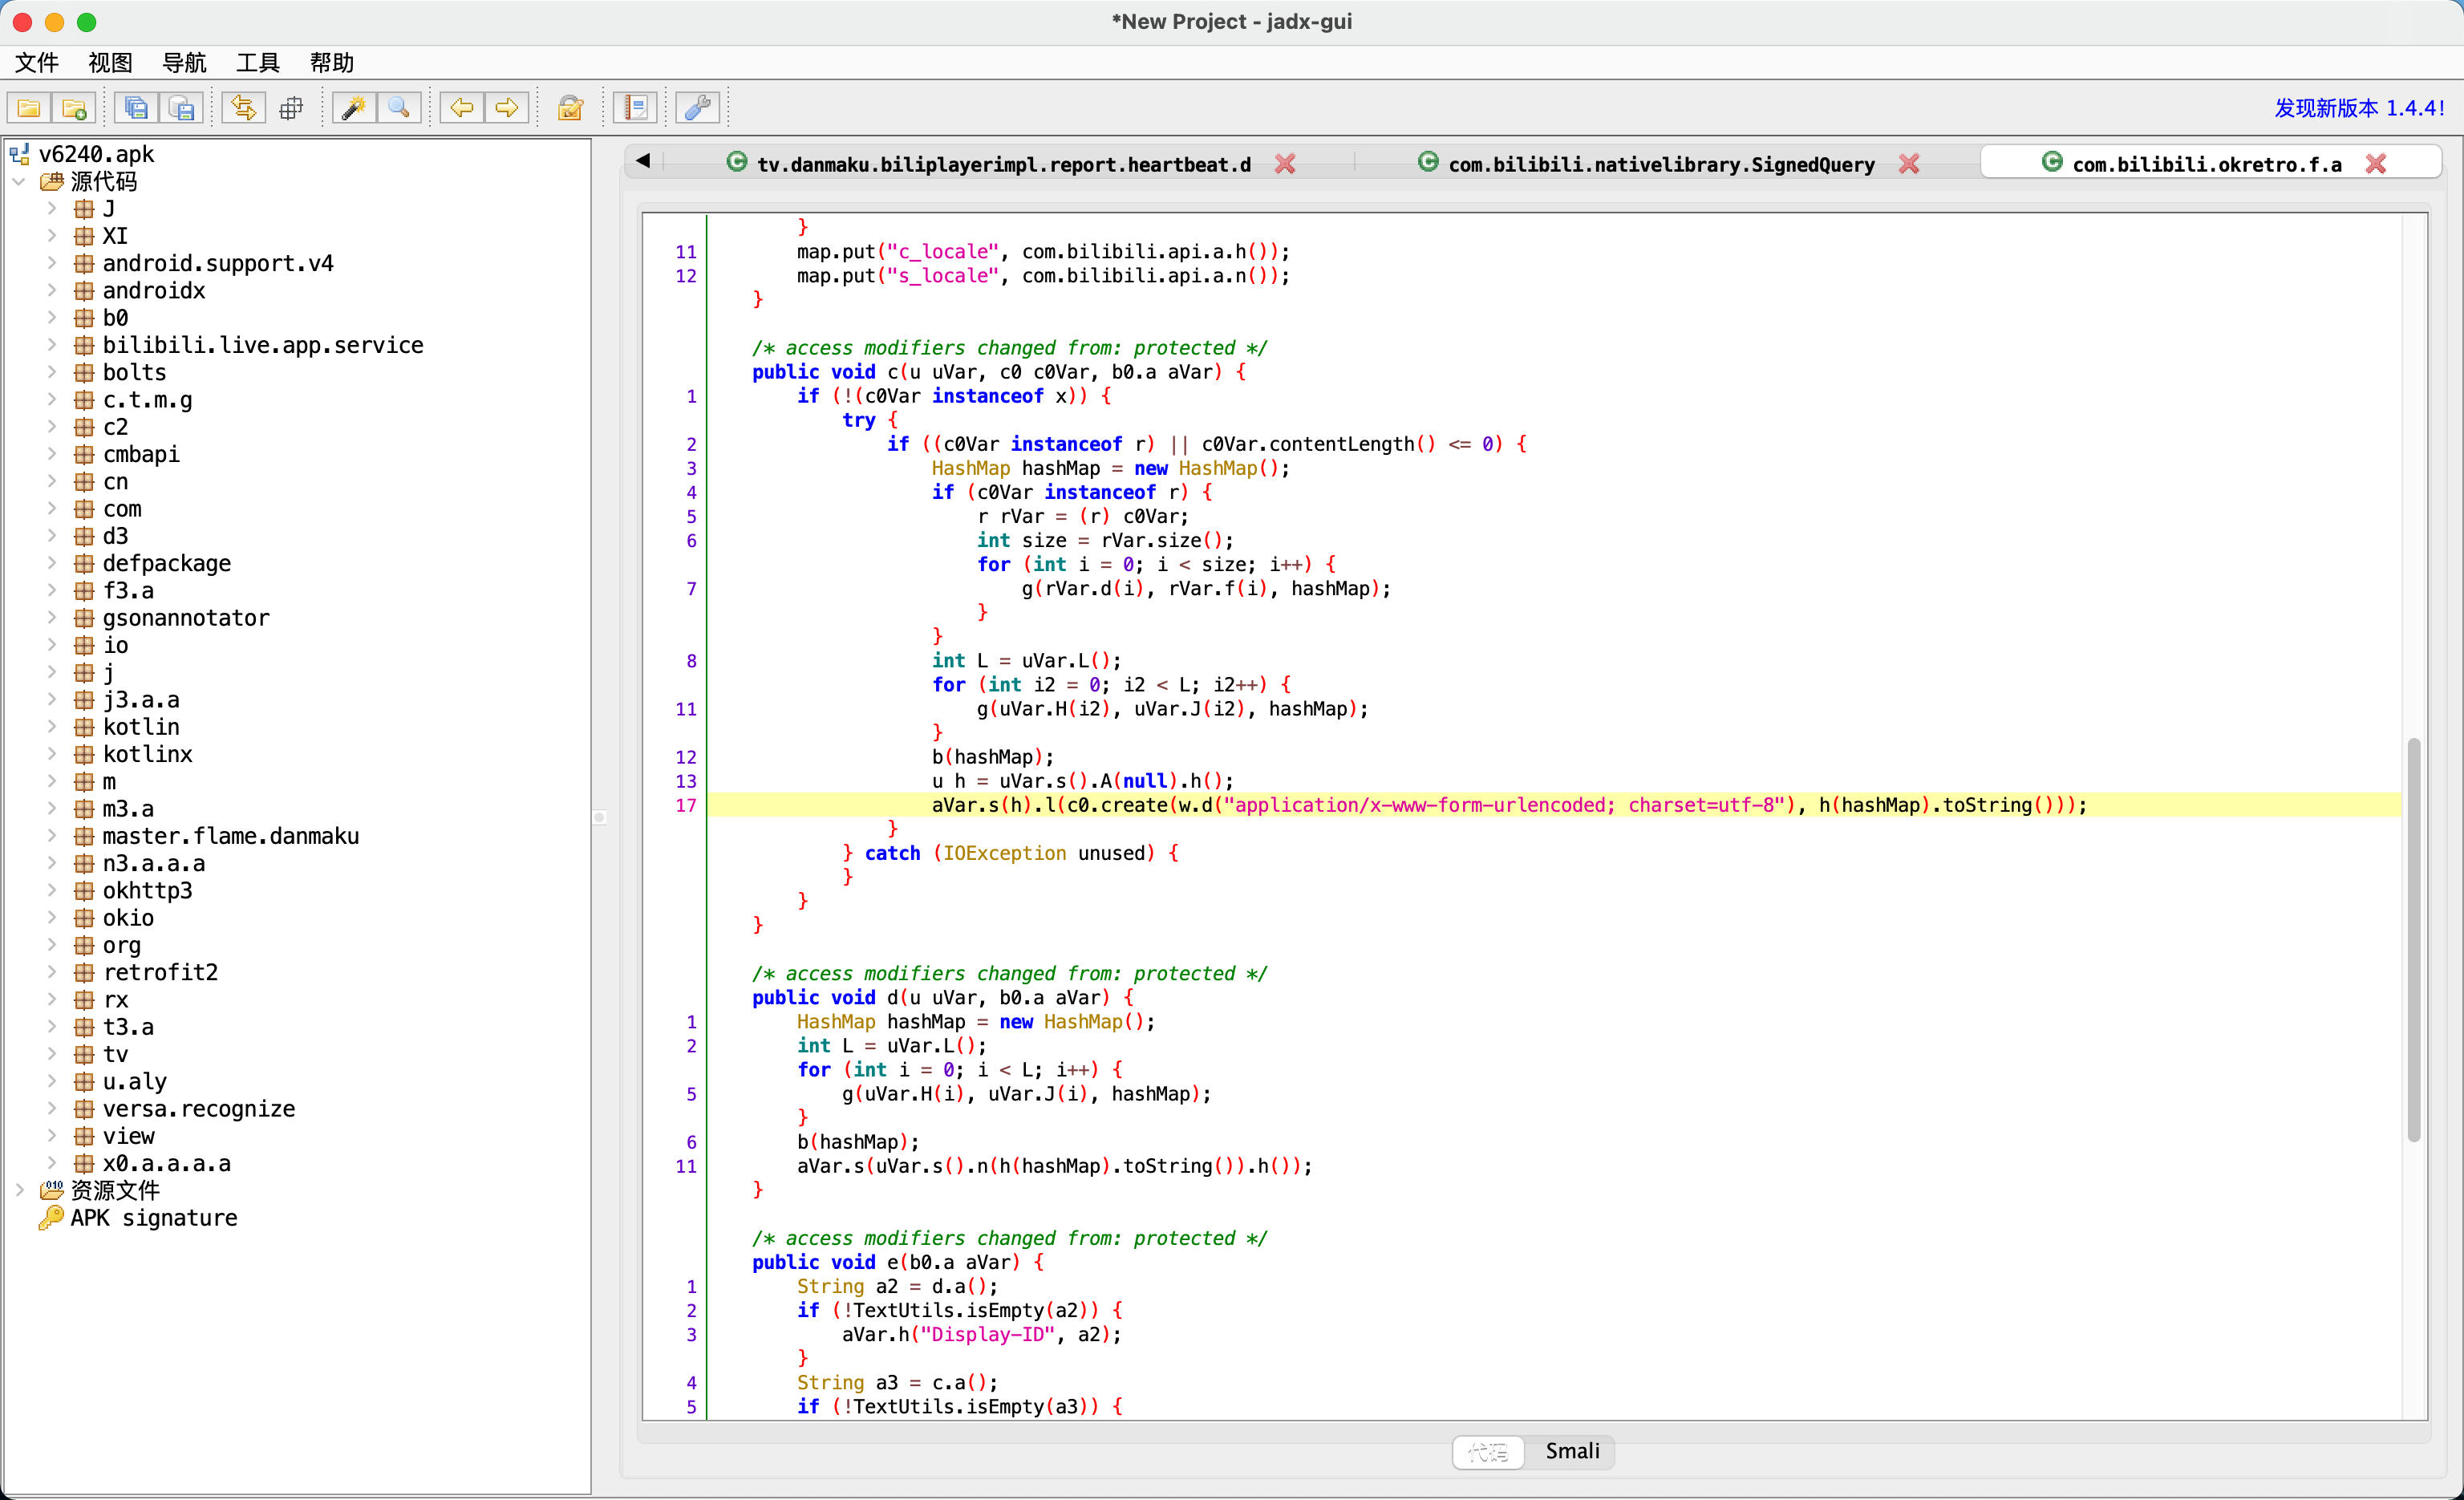 *New Project - jadx-gui
文件 视图 导航 工具 帮助
发现新版本 1.4.4!
v6240.apk
源代码
J
XI
android.support.v4
androidx
b0
bilibili.live.app.service
bolts
c.t.m.g
c2
cmbapi
cn
com
d3
defpackage
f3.a
gsonannotator
io
j
j3.a.a
kotlin
kotlinx
m
m3.a
master.flame.danmaku
n3.a.a.a
okhttp3
okio
org
retrofit2
rx
t3.a
tv
u.aly
versa.recognize
view
x0.a.a.a.a
资源文件
APK signature
tv.danmaku.biliplayerimpl.report.heartbeat.d com.bilibili.nativelibrary.SignedQuery com.bilibili.okretro.f.a
}
11 map.put("c_locale", com.bilibili.api.a.h());
12 map.put("s_locale", com.bilibili.api.a.n());
}
/* access modifiers changed from: protected */
public void c(u uVar, c0 c0Var, b0.a aVar) {
1 if (!(c0Var instanceof x)) {
try {
2 if ((c0Var instanceof r) || c0Var.contentLength() <= 0) {
3 HashMap hashMap = new HashMap();
4 if (c0Var instanceof r) {
5 r rVar = (r) c0Var;
6 int size = rVar.size();
for (int i = 0; i < size; i++) {
7 g(rVar.d(i), rVar.f(i), hashMap);
}
}
8 int L = uVar.L();
for (int i2 = 0; i2 < L; i2++) {
11 g(uVar.H(i2), uVar.J(i2), hashMap);
}
12 b(hashMap);
13 u h = uVar.s().A(null).h();
17 aVar.s(h).l(c0.create(w.d("application/x-www-form-urlencoded; charset=utf-8"), h(hashMap).toString()));
}
} catch (IOException unused) {
}
}
}
/* access modifiers changed from: protected */
public void d(u uVar, b0.a aVar) {
1 HashMap hashMap = new HashMap();
2 int L = uVar.L();
for (int i = 0; i < L; i++) {
5 g(uVar.H(i), uVar.J(i), hashMap);
}
6 b(hashMap);
11 aVar.s(uVar.s().n(h(hashMap).toString()).h());
}
/* access modifiers changed from: protected */
public void e(b0.a aVar) {
1 String a2 = d.a();
2 if (!TextUtils.isEmpty(a2)) {
3 aVar.h("Display-ID", a2);
}
4 String a3 = c.a();
5 if (!TextUtils.isEmpty(a3)) {
代码 Smali